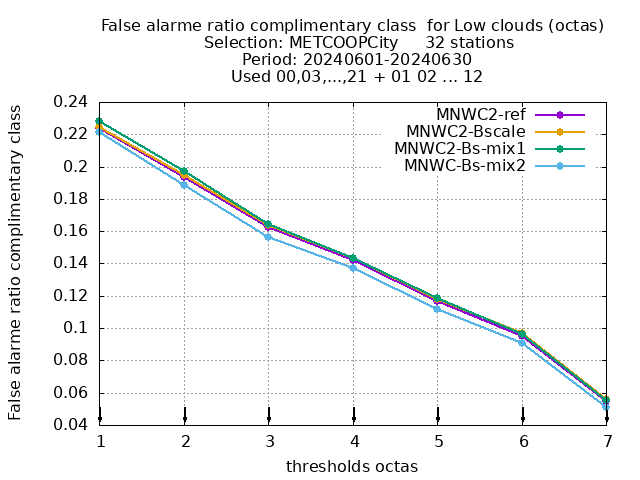 False alarme ratio complimentary class  for Low clouds (octas)
Selection: METCOOPCity     32 stations
Period: 20240601-20240630
Used 00,03,...,21 + 01 02 ... 12
False alarme ratio complimentary class
0.24
0.22
0.2
0.18
0.16
0.14
0.12
0.1
0.08
0.06
0.04
MNWC2-ref
MNWC2-Bscale
MNWC2-Bs-mix1
MNWC-Bs-mix2
1 2 3 4 5 6 7
thresholds octas